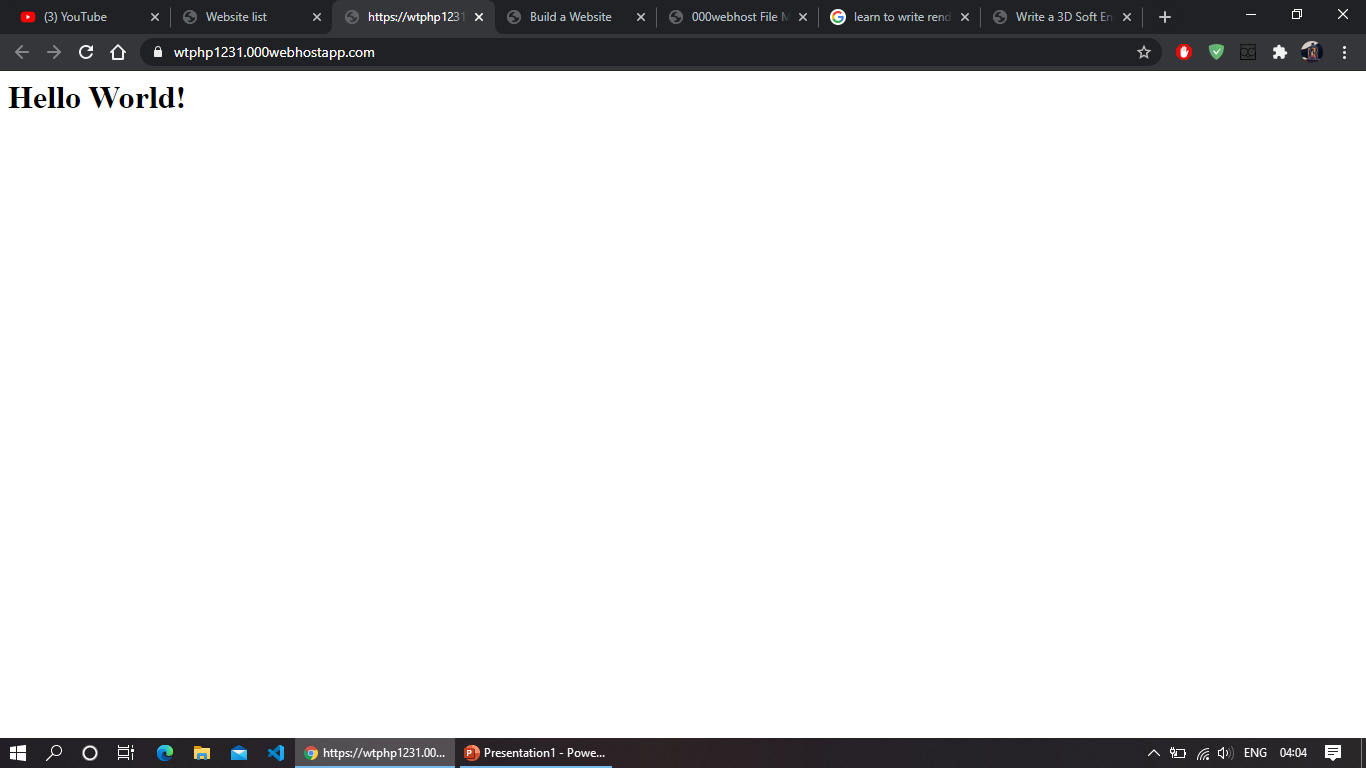 (3) YouTube
Website list
https://wtphp1231
Build a Website
000webhost File M
learn to write rend
Write a 3D Soft En
wtphp1231.000webhostapp.com
Hello World!
https://wtphp1231.00...
Presentation1 - Powe...
ENG
04:04